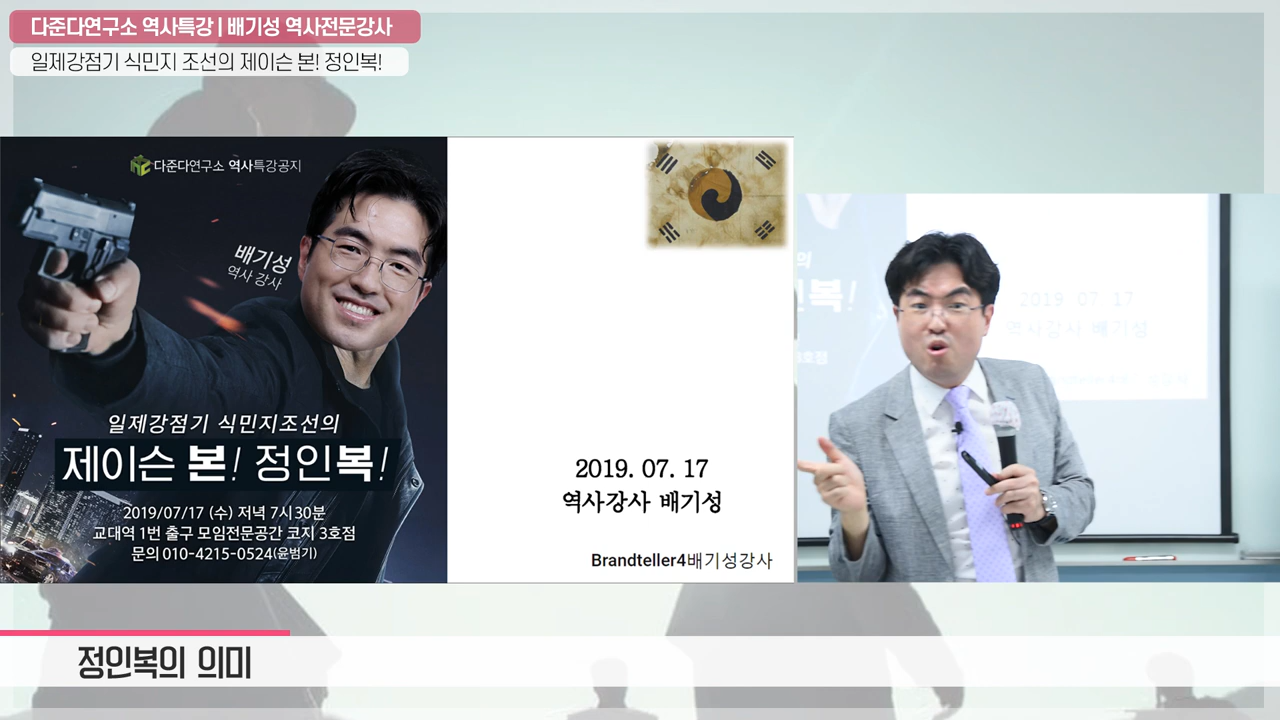 다준다연구소 역사특강 | 배기성 역사전문강사
일제강점기 식민지 조선의 제이슨 본! 정인복!
다준다연구소 역사특강공지
배기성
역사 강사
일제강점기 식민지조선의
제이슨 본! 정인복!
2019/07/17 (수) 저녁 7시30분
교대역 1번 출구 모임전문공간 코지 3호점
문의 010-4215-0524(윤범기)
2019. 07. 17
역사강사 배기성
Brandteller4배기성강사
의
인복!
3호점
2019 07 17
역사강사 배기성
정인복의 의미